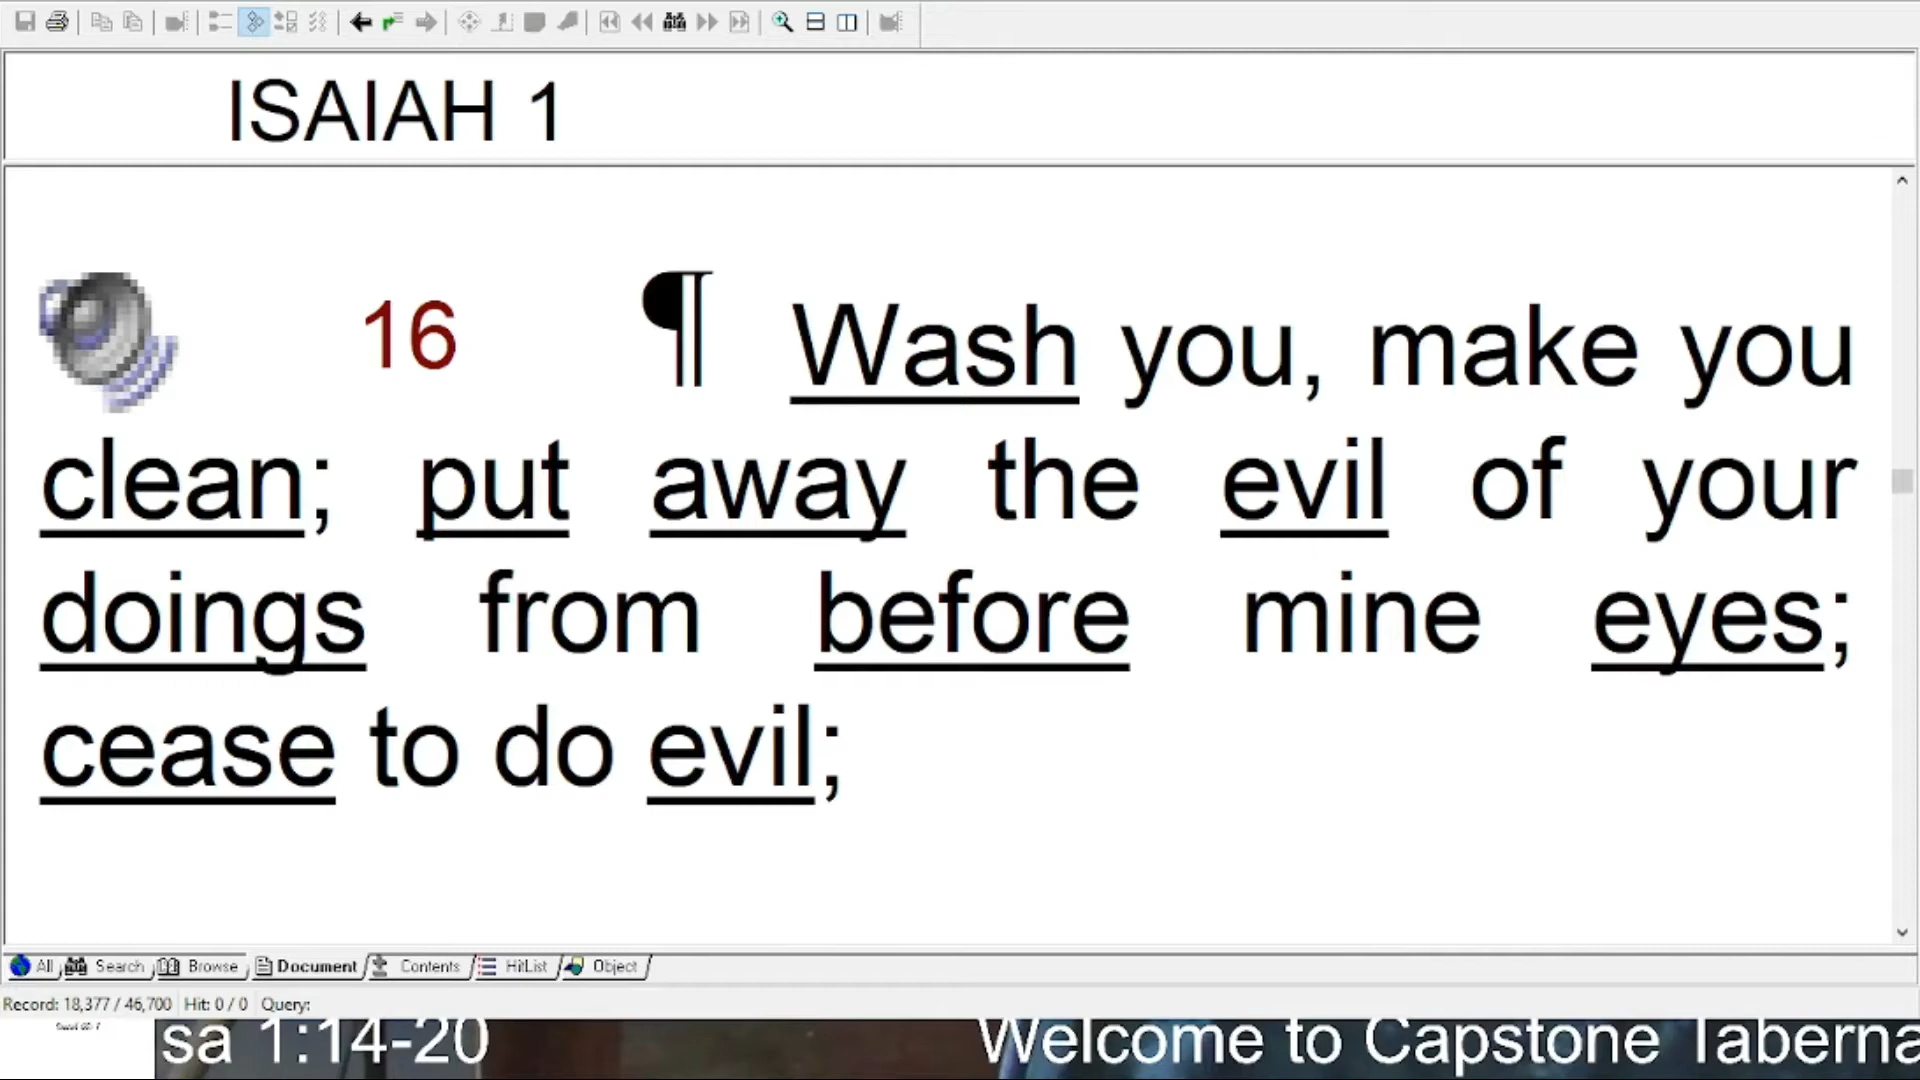 ISAIAH 1
16 ¶ Wash you, make you
clean; put away the evil of your
doings from before mine eyes;
cease to do evil;
All Search Browse Document Contents HitList Object
Record: 18,377 / 46,700 Hit: 0 / 0 Query:
sa 1:14-20 Welcome to Capstone Taberna